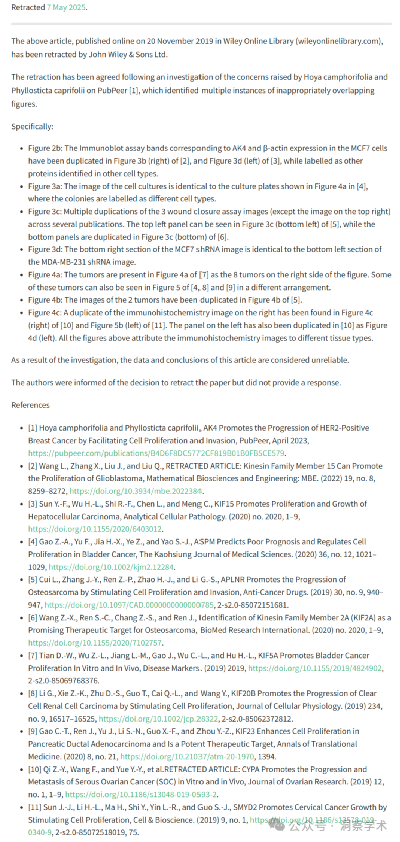 Retracted 7 May 2025.
The above article, published online on 20 November 2019 in Wiley Online Library (wileyonlinelibrary.com),
has been retracted by John Wiley & Sons Ltd.
The retraction has been agreed following an investigation of the concerns raised by Hoya camphorifolia and
Phyllosticta caprifolii on PubPeer [1], which identified multiple instances of inappropriately overlapping
figures.
Specifically:
• Figure 2b: The Immunoblot assay bands corresponding to AK4 and β-actin expression in the MCF7 cells
have been duplicated in Figure 3b (right) of [2], and Figure 3d (left) of [3], while labelled as other
proteins identified in other cell types.
• Figure 3a: The image of the cell cultures is identical to the culture plates shown in Figure 4a in [4],
where the colonies are labelled as different cell types.
• Figure 3c: Multiple duplications of the 3 wound closure assay images (except the image on the top right)
across several publications. The top left panel can be seen in Figure 3c (bottom left) of [5], while the
bottom panels are duplicated in Figure 3c (bottom) of [6].
• Figure 3d: The bottom right section of the MCF7 shRNA image is identical to the bottom left section of
the MDA-MB-231 shRNA image.
• Figure 4a: The tumors are present in Figure 4a of [7] as the 8 tumors on the right side of the figure. Some
of these tumors can also be seen in Figure 5 of [4, 8] and [9] in a different arrangement.
• Figure 4b: The images of the 2 tumors have been duplicated in Figure 4b of [5].
• Figure 4c: A duplicate of the immunohistochemistry image on the right has been found in Figure 4c
(right) of [10] and Figure 5b (left) of [11]. The panel on the left has also been duplicated in [10] as Figure
4d (left). All the figures above attribute the immunohistochemistry images to different tissue types.
As a result of the investigation, the data and conclusions of this article are considered unreliable.
The authors were informed of the decision to retract the paper but did not provide a response.
References
• [1] Hoya camphorifolia and Phyllosticta caprifolii, AK4 Promotes the Progression of HER2-Positive
Breast Cancer by Facilitating Cell Proliferation and Invasion, PubPeer, April 2023,
https://pubpeer.com/publications/B4D6F8DC5772CF819B01B0FB5CE579.
• [2] Wang L., Zhang X., Liu J., and Liu Q., RETRACTED ARTICLE: Kinesin Family Member 15 Can Promote
the Proliferation of Glioblastoma, Mathematical Biosciences and Engineering: MBE. (2022) 19, no. 8,
8259–8272, https://doi.org/10.3934/mbe.2022384.
• [3] Sun Y.-F., Wu H.-L., Shi R.-F., Chen L., and Meng C., KIF15 Promotes Proliferation and Growth of
Hepatocellular Carcinoma, Analytical Cellular Pathology. (2020) no. 2020, 1–9,
https://doi.org/10.1155/2020/6403012.
• [4] Gao Z.-A., Yu F., Jia H.-X., Ye Z., and Yao S.-J., ASPM Predicts Poor Prognosis and Regulates Cell
Proliferation in Bladder Cancer, The Kaohsiung Journal of Medical Sciences. (2020) 36, no. 12, 1021–
1029, https://doi.org/10.1002/kjm2.12284.
• [5] Cui L., Zhang J.-Y., Ren Z.-P., Zhao H.-J., and Li G.-S., APLNR Promotes the Progression of
Osteosarcoma by Stimulating Cell Proliferation and Invasion, Anti-Cancer Drugs. (2019) 30, no. 9, 940–
947, https://doi.org/10.1097/CAD.0000000000000785, 2-s2.0-85072151681.
• [6] Wang Z.-X., Ren S.-C., Chang Z.-S., and Ren J., Identification of Kinesin Family Member 2A (KIF2A) as a
Promising Therapeutic Target for Osteosarcoma, BioMed Research International. (2020) no. 2020, 1–9,
https://doi.org/10.1155/2020/7102757.
• [7] Tian D.-W., Wu Z.-L., Jiang L.-M., Gao J., Wu C.-L., and Hu H.-L., KIF5A Promotes Bladder Cancer
Proliferation In Vitro and In Vivo, Disease Markers. (2019) 2019, https://doi.org/10.1155/2019/4824902,
2-s2.0-85069768376.
• [8] Li G., Xie Z.-K., Zhu D.-S., Guo T., Cai Q.-L., and Wang Y., KIF20B Promotes the Progression of Clear
Cell Renal Cell Carcinoma by Stimulating Cell Proliferation, Journal of Cellular Physiology. (2019) 234,
no. 9, 16517–16525, https://doi.org/10.1002/jcp.28322, 2-s2.0-85062372812.
• [9] Gao C.-T., Ren J., Yu J., Li S.-N., Guo X.-F., and Zhou Y.-Z., KIF23 Enhances Cell Proliferation in
Pancreatic Ductal Adenocarcinoma and Is a Potent Therapeutic Target, Annals of Translational
Medicine. (2020) 8, no. 21, https://doi.org/10.21037/atm-20-1970, 1394.
• [10] Qi Z.-Y., Wang F., and Yue Y.-Y., et al.RETRACTED ARTICLE: CYPA Promotes the Progression and
Metastasis of Serous Ovarian Cancer (SOC) in Vitro and in Vivo, Journal of Ovarian Research. (2019) 12,
no. 1, 1–9, https://doi.org/10.1186/s13048-019-0593-2.
• [11] Sun J.-J., Li H.-L., Ma H., Shi Y., Yin L.-R., and Guo S.-J., SMYD2 Promotes Cervical Cancer Growth by
Stimulating Cell Proliferation, Cell & Bioscience. (2019) 9, no. 1, https://doi.org/10.1186/s13578-019-
0340-9, 2-s2.0-85072518019, 75.
公众号 · 洞察学术